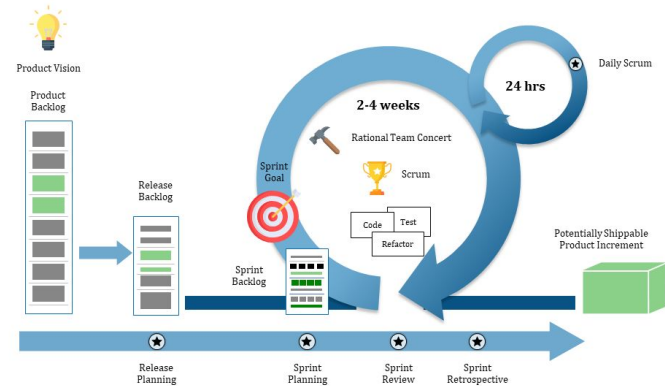 Product Vision
Product
Backlog
Release
Backlog
Sprint
Goal
Sprint
Backlog
2-4 weeks
Rational Team Concert
Scrum
Code
Test
Refactor
24 hrs
Daily Scrum
Potentially Shippable
Product Increment
Release
Planning
Sprint
Planning
Sprint
Review
Sprint
Retrospective